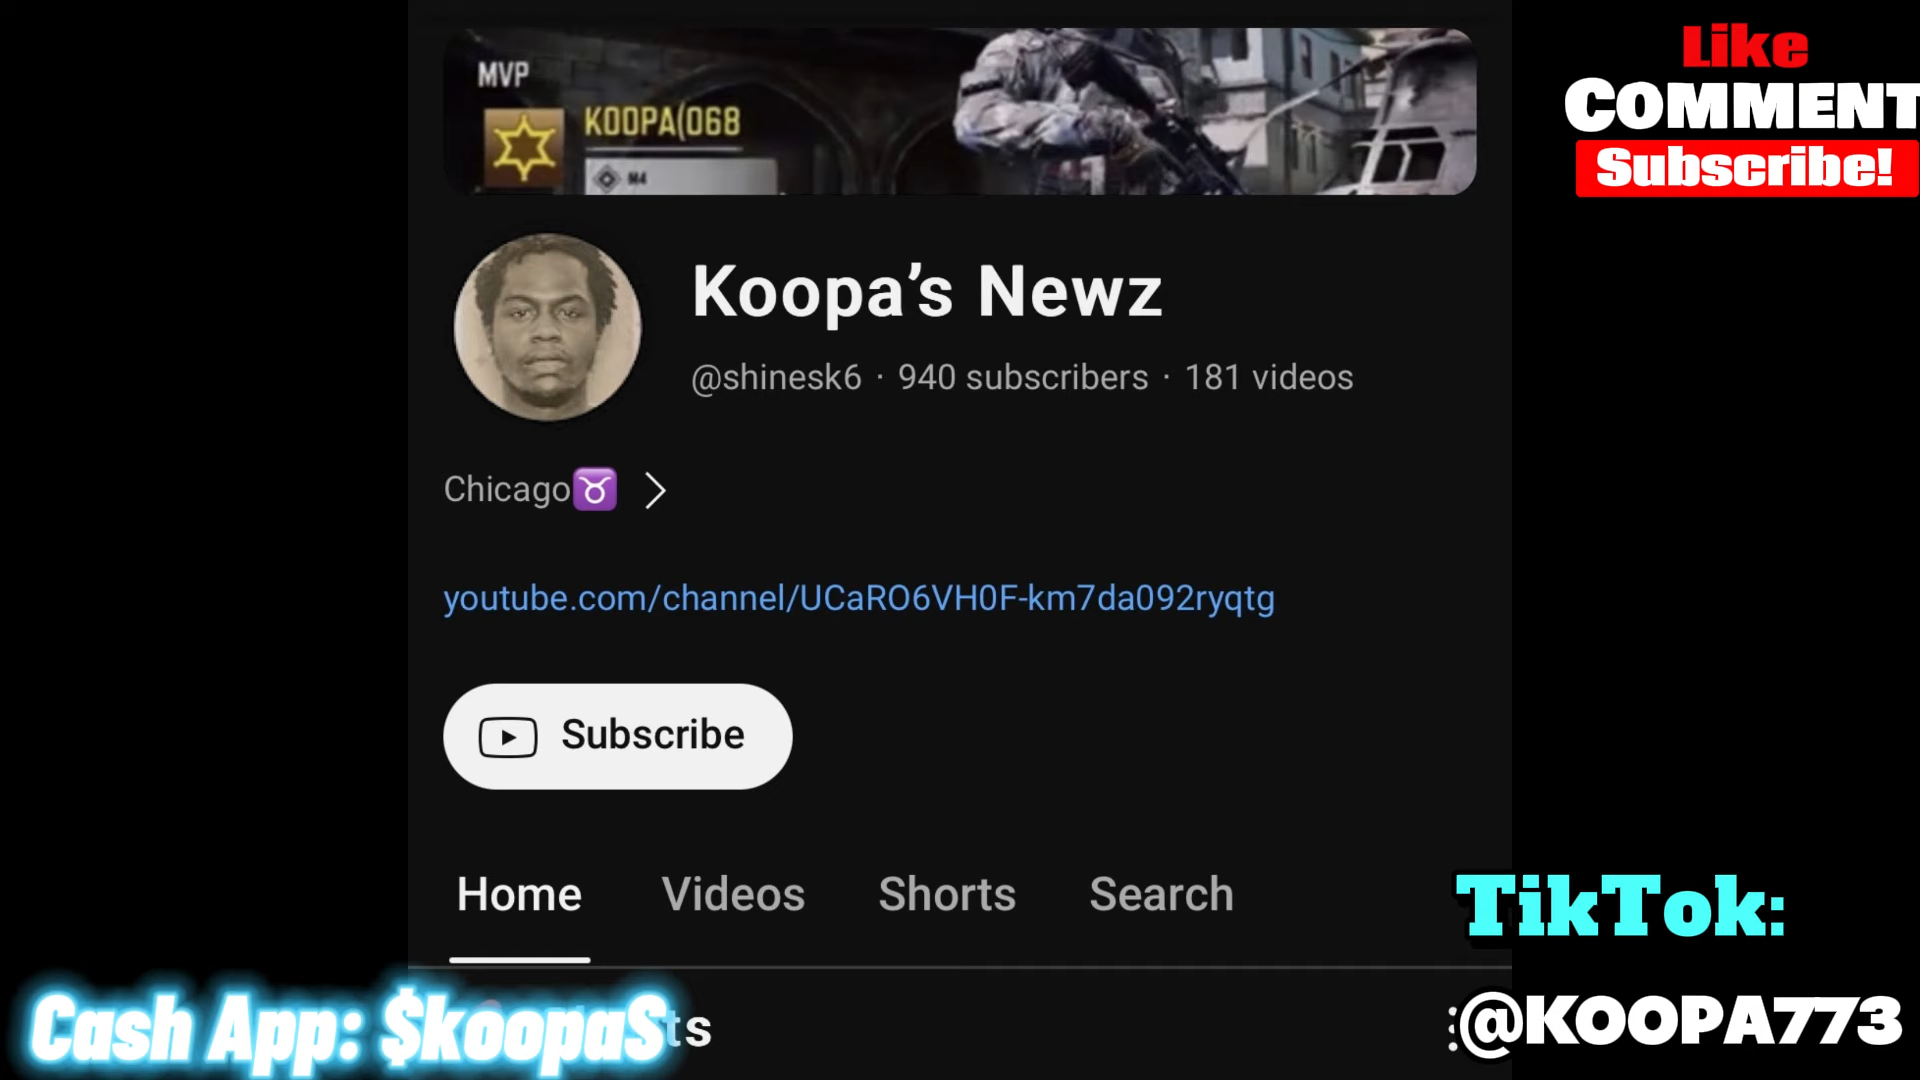 MVP
KOOPA(068
M4
Like
COMMENT
Subscribe!
Koopa’s Newz
@shinesk6 · 940 subscribers · 181 videos
Chicago♉ >
youtube.com/channel/UCaRO6VH0F-km7da092ryqtg
Subscribe
Home Videos Shorts Search
TikTok:
@KOOPA773
Cash App: $koopaS
ts